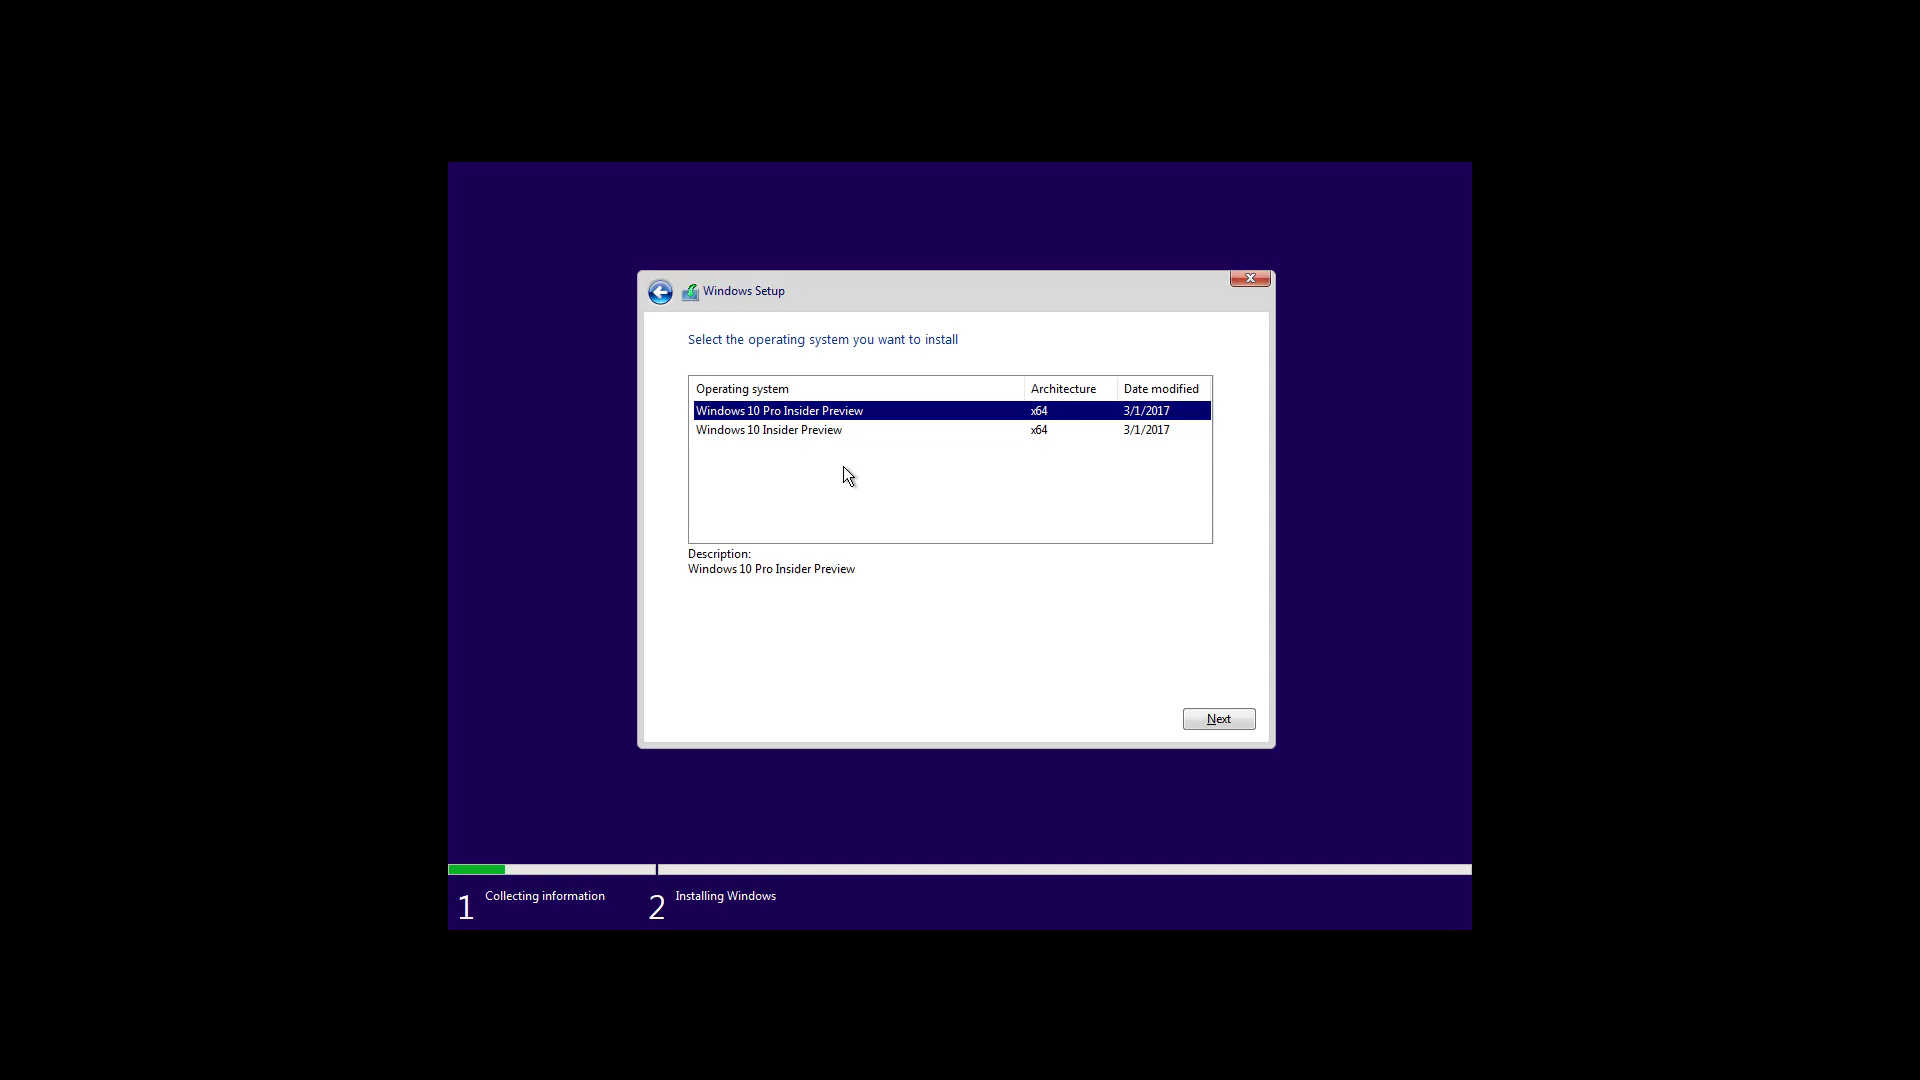 Windows Setup
Select the operating system you want to install
Operating system Architecture Date modified
Windows 10 Pro Insider Preview x64 3/1/2017
Windows 10 Insider Preview x64 3/1/2017
Description:
Windows 10 Pro Insider Preview
Next
1 Collecting information 2 Installing Windows